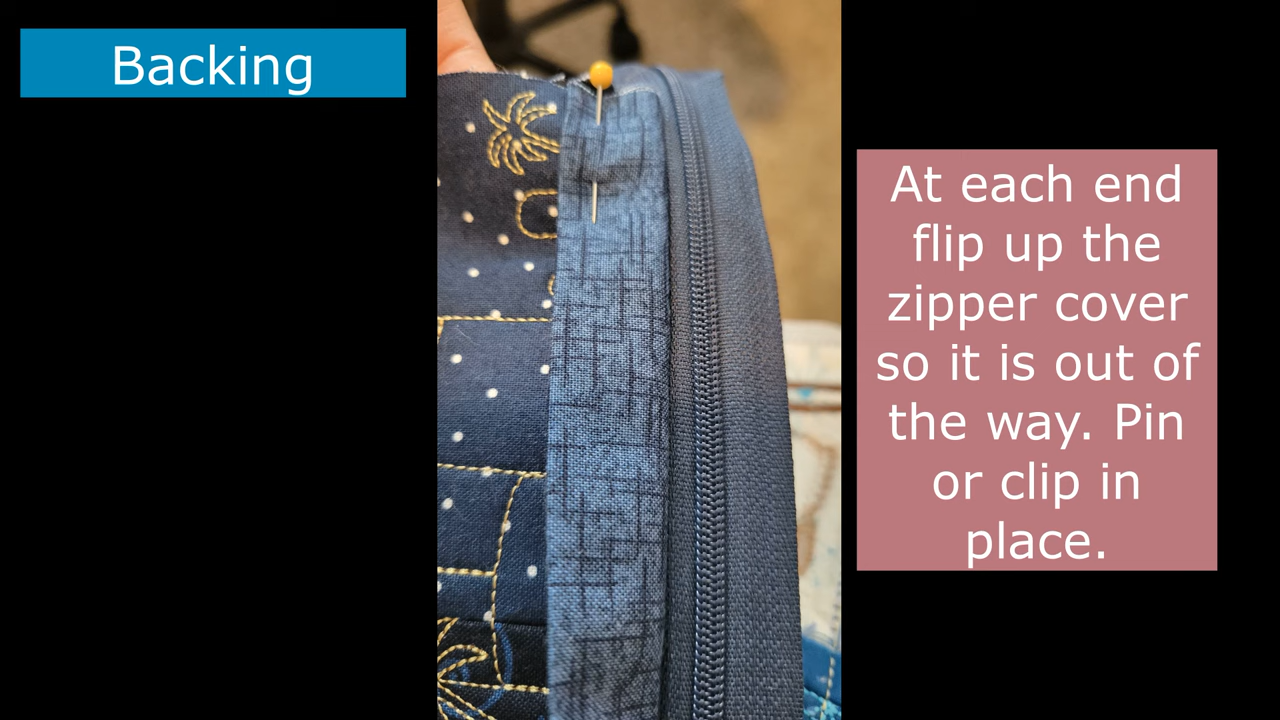 Backing
At each end
flip up the
zipper cover
so it is out of
the way. Pin
or clip in
place.